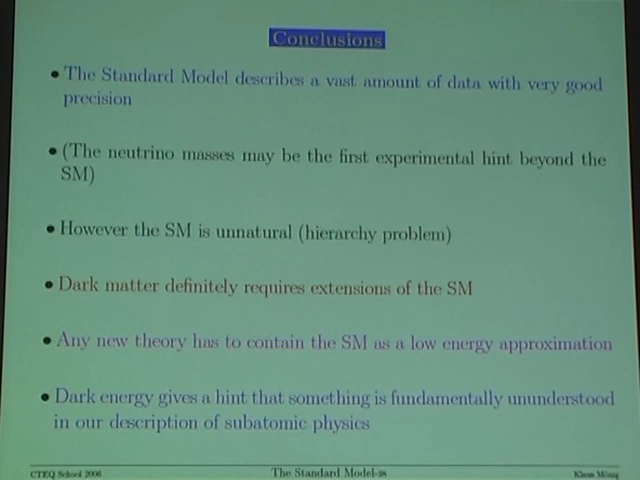 Conclusions
• The Standard Model describes a vast amount of data with very good
precision
• (The neutrino masses may be the first experimental hint beyond the
SM)
• However the SM is unnatural (hierarchy problem)
• Dark matter definitely requires extensions of the SM
• Any new theory has to contain the SM as a low energy approximation
• Dark energy gives a hint that something is fundamentally ununderstood
in our description of subatomic physics
CTEQ School 2006
The Standard Model-38
Klaus Mönig